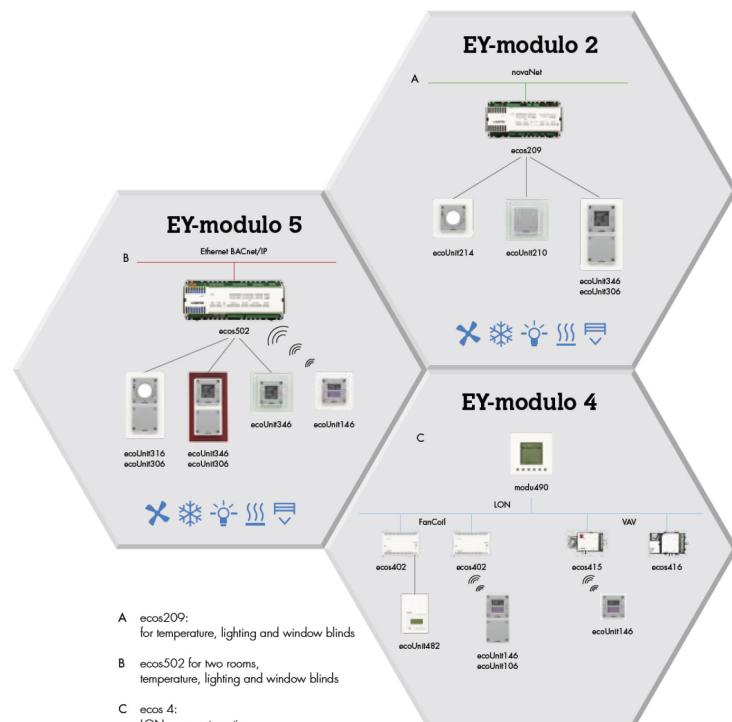 EY-modulo 2
A
novaNet
ecos209
ecoUnit214
ecoUnit210
ecoUnit346
ecoUnit306
EY-modulo 5
B
Ethernet BACnet/IP
ecos502
ecoUnit316
ecoUnit306
ecoUnit346
ecoUnit306
ecoUnit346
ecoUnit146
EY-modulo 4
C
modu490
LON
FanCoil
VAV
ecos402
ecos402
ecos415
ecos416
ecoUnit482
ecoUnit146
ecoUnit106
ecoUnit146
A ecos209:
for temperature, lighting and window blinds
B ecos502 for two rooms,
temperature, lighting and window blinds
C ecos 4: